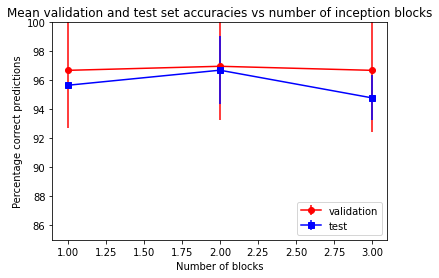 Mean validation and test set accuracies vs number of inception blocks
100
98
96
94
92
90
88
86
Percentage correct predictions
1.00 1.25 1.50 1.75 2.00 2.25 2.50 2.75 3.00
Number of blocks
validation
test